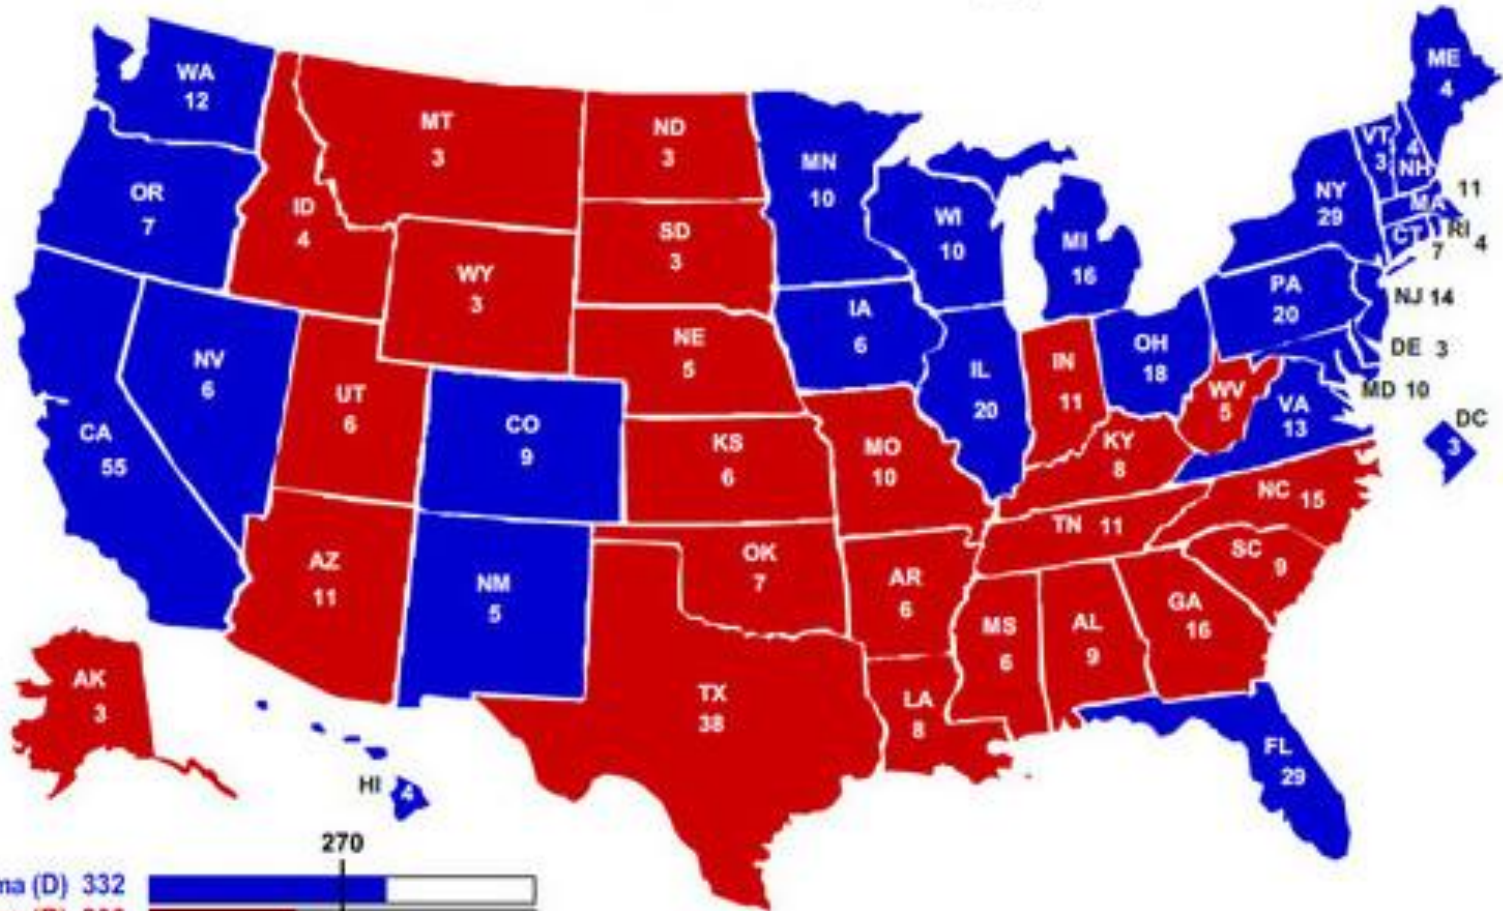 WA
12
MT
3
ND
3
OR
7
ID
4
MN
10
ME
4
VT
3
4
NH
11
MA
NY
29
CT
7
RI 4
WI
10
MI
16
SD
3
WY
3
PA
20
NJ 14
DE 3
MD 10
DC
3
IA
6
NE
5
NV
6
UT
6
CO
9
CA
55
IL
20
IN
11
OH
18
WV
5
VA
13
KS
6
MO
10
KY
8
NC 15
TN 11
SC 9
AZ
11
NM
5
OK
7
AR
6
MS
6
AL
9
GA
16
AK
3
TX
38
LA
8
FL
29
HI 4
270
ma (D) 332